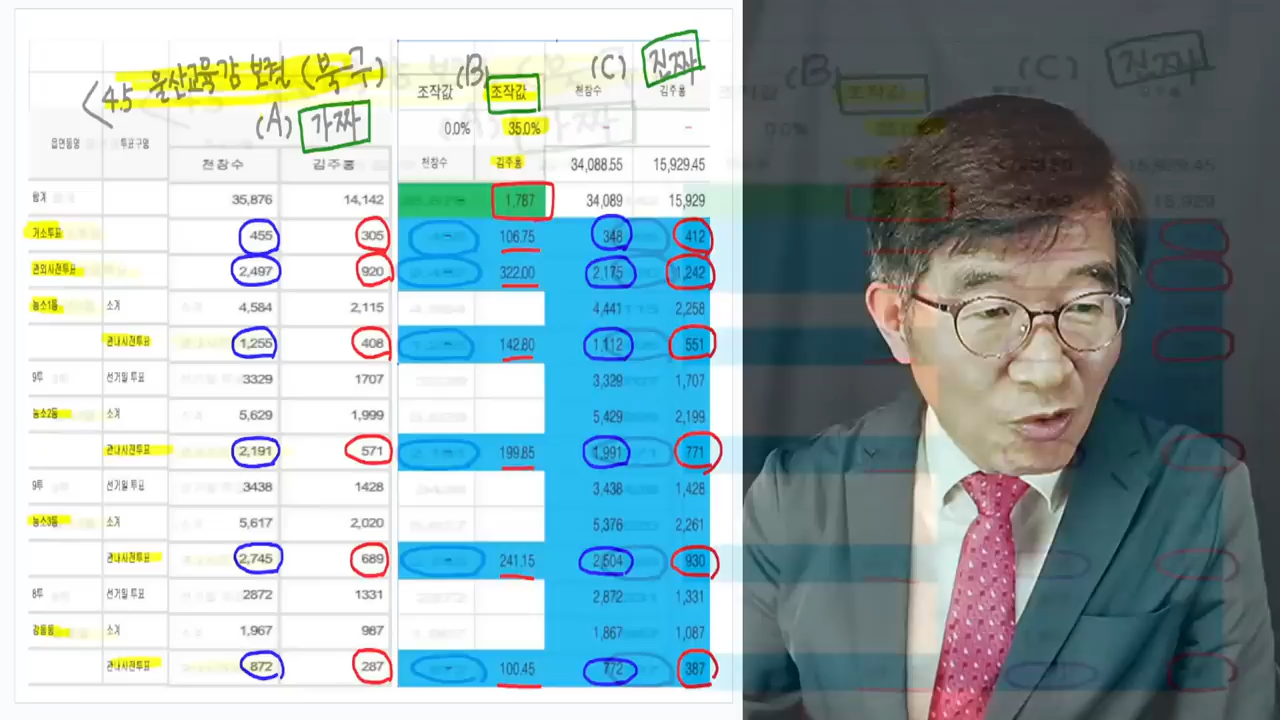 <4.5 울산교육감 보궐 (북구)
(A) 가짜
(B)
(C) 진짜
조작값 조작값 천창수 김주홍
0.0% 35.0% – –
읍면동명 투표구명 천창수 김주홍 천창수 김주홍 34,088.55 15,929.45
합계 35,876 14,142 1,787 34,089 15,929
거소투표 455 305 - 106.75 348 412
관외사전투표 2,497 920 - 322.00 2,175 1,242
농소1동 소계 4,584 2,115 4,441 2,258
관내사전투표 1,255 408 - 142.80 1,112 551
9투 선거일 투표 3329 1707 3,329 1,707
농소2동 소계 5,629 1,999 5,429 2,199
관내사전투표 2,191 571 - 199.85 1,991 771
9투 선거일 투표 3438 1428 3,438 1,428
농소3동 소계 5,617 2,020 5,376 2,261
관내사전투표 2,745 689 - 241.15 2,504 930
8투 선거일 투표 2872 1331 2,872 1,331
강동동 소계 1,967 987 1,867 1,087
관내사전투표 872 287 - 100.45 772 387